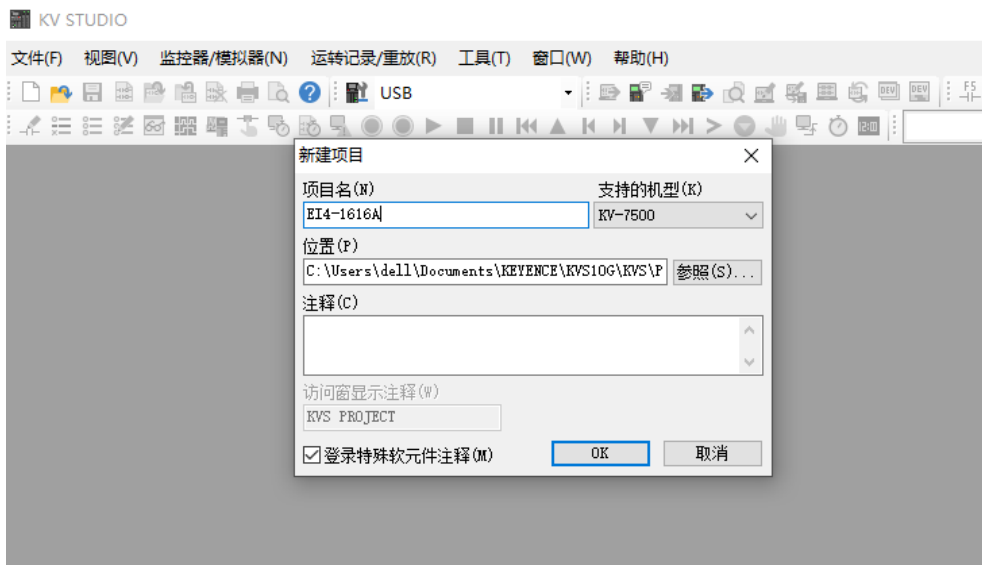 KV STUDIO
文件(F) 视图(V) 监控器/模拟器(N) 运转记录/重放(R) 工具(T) 窗口(W) 帮助(H)
USB
新建项目
项目名(N) 支持的机型(K)
EI4-1616A KV-7500
位置(P)
C:\Users\dell\Documents\KEYENCE\KVS10G\KVS\P 参照(S)...
注释(C)
访问窗显示注释(W)
KVS PROJECT
登录特殊软元件注释(M) OK 取消